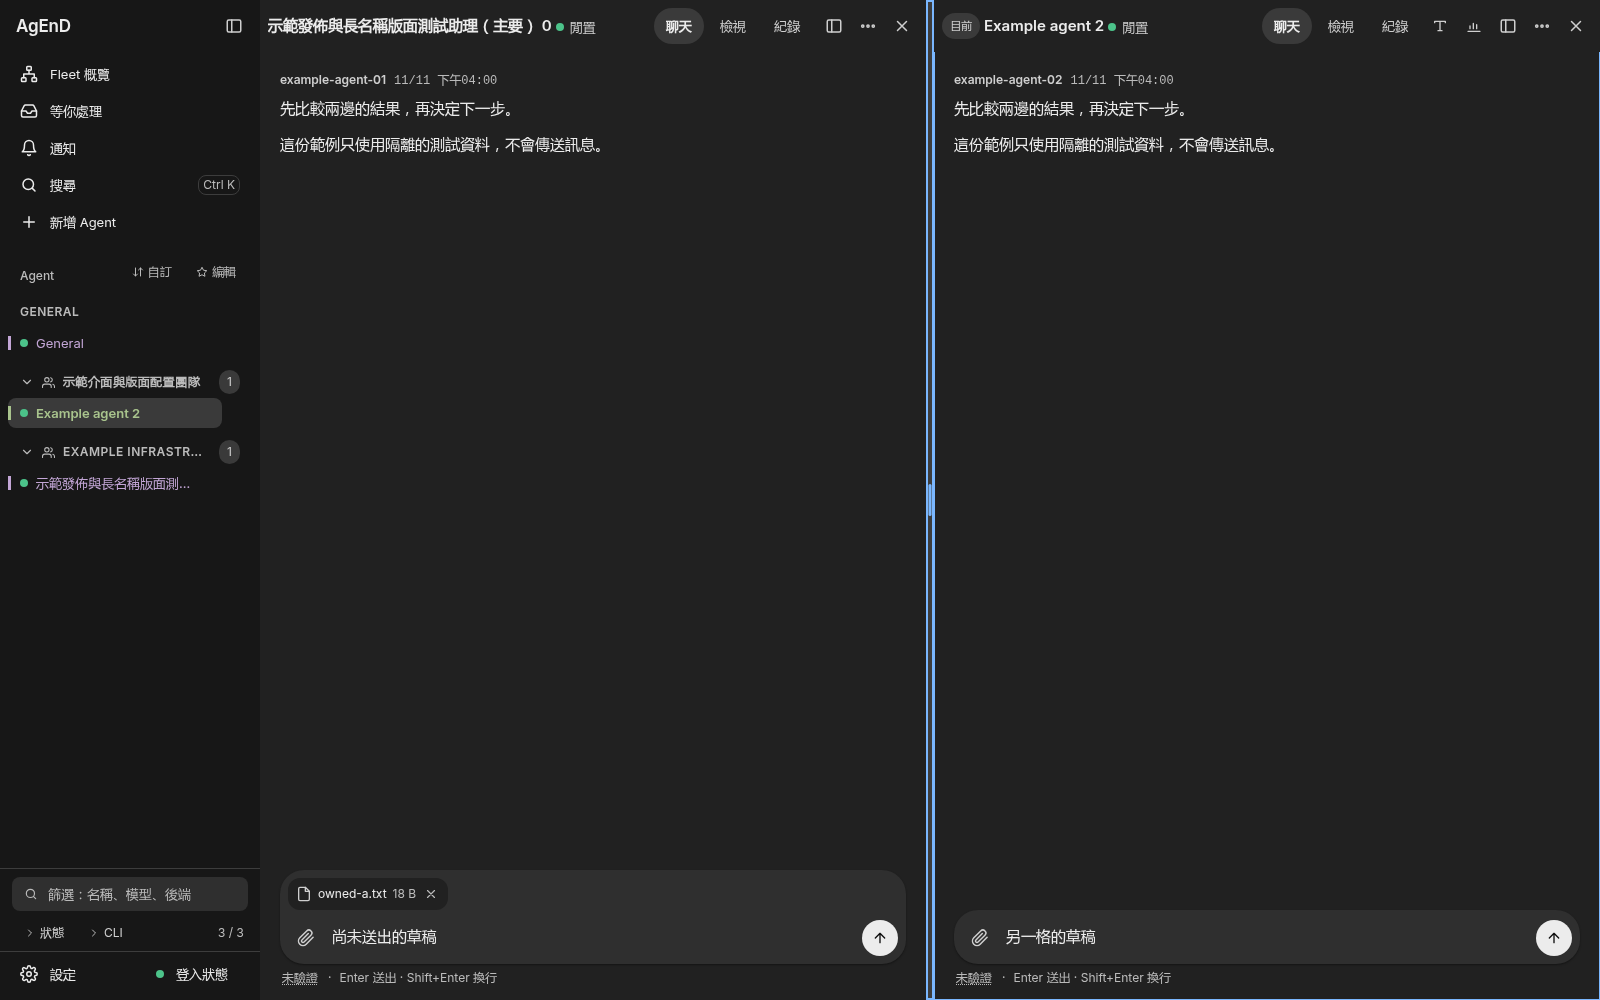 AgEnD
Fleet 概覽
等你處理
通知
搜尋 Ctrl K
新增 Agent
Agent 自訂 編輯
GENERAL
General
示範介面與版面配置團隊 1
Example agent 2
EXAMPLE INFRASTR... 1
示範發佈與長名稱版面測...
篩選：名稱、模型、後端
狀態 CLI 3 / 3
設定 登入狀態
示範發佈與長名稱版面測試助理（主要）0 閒置 聊天 檢視 紀錄
example-agent-01 11/11 下午04:00
先比較兩邊的結果，再決定下一步。
這份範例只使用隔離的測試資料，不會傳送訊息。
owned-a.txt 18 B
尚未送出的草稿
未驗證 · Enter 送出 · Shift+Enter 換行
目前 Example agent 2 閒置 聊天 檢視 紀錄
example-agent-02 11/11 下午04:00
先比較兩邊的結果，再決定下一步。
這份範例只使用隔離的測試資料，不會傳送訊息。
另一格的草稿
未驗證 · Enter 送出 · Shift+Enter 換行